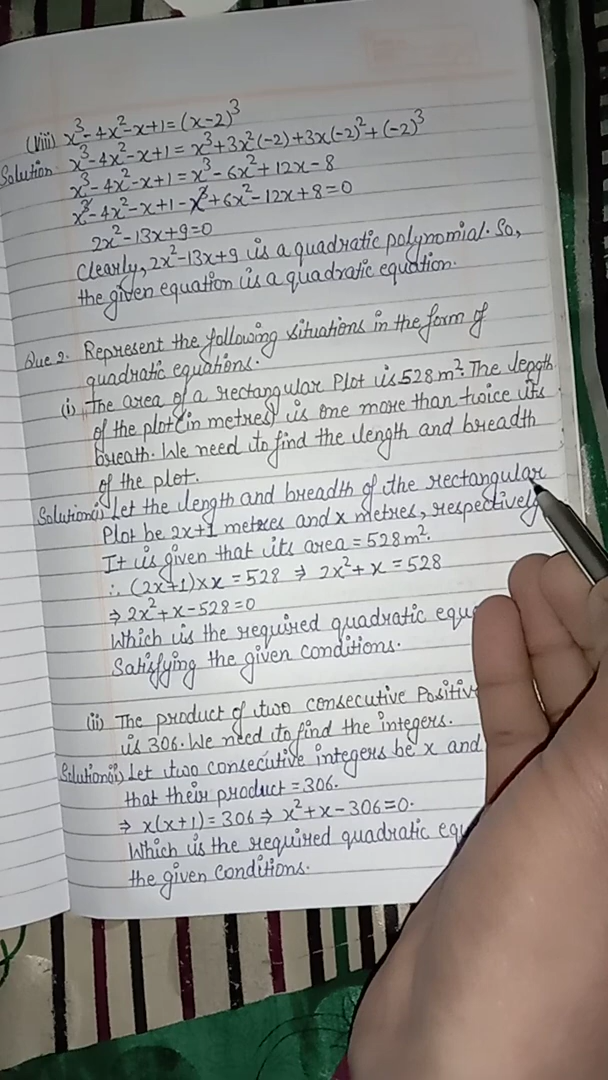 (viii) x³-4x²-x+1=(x-2)³
Solution x³-4x²-x+1 = x³+3x²(-2)+3x(-2)²+(-2)³
x³-4x²-x+1=x³-6x²+12x-8
x³-4x²-x+1-x³+6x²-12x+8=0
2x²-13x+9=0
Clearly, 2x²-13x+9 is a quadratic polynomial. So,
the given equation is a quadratic equation.
Que 2. Represent the following situations in the form of
quadratic equations.
(i) The area of a rectangular Plot is 528m². The length
of the plot (in metres) is one more than twice its
breath. We need to find the length and breadth
of the plot.
Solution(i) Let the length and breadth of the rectangular
Plot be 2x+1 metres and x metres, respectively
It is given that its area = 528m².
∴ (2x+1)×x = 528 ⇒ 2x²+x = 528
⇒ 2x²+x-528=0
Which is the required quadratic equ
Satisfying the given conditions.
(ii) The product of two consecutive Positiv
is 306. We need to find the integers.
Solution(ii) Let two consecutive integers be x and
that their product = 306.
⇒ x(x+1) = 306 ⇒ x²+x-306=0.
Which is the required quadratic equ
the given conditions.